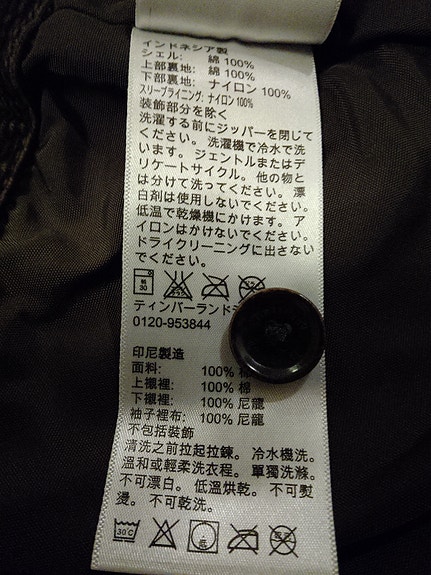 インドネシア製
シェル: 綿 100%
上部裏地: 綿 100%
下部裏地: ナイロン 100%
スリーブライニング: ナイロン 100%
装飾部分を除く
洗濯する前にジッパーを閉じて
ください。洗濯機で冷水で洗
います。ジェントルまたはデ
リケートサイクル。他の物と
は分けて洗ってください。漂
白剤は使用しないでください。
低温で乾燥機にかけます。ア
イロンはかけないでください。
ドライクリーニングに出さない
でください。
ティンバーランドジ
0120-953844
印尼製造
面料: 100%
上襯裡: 100% 棉
下襯裡: 100% 尼龍
袖子裡布: 100% 尼龍
不包括裝飾
清洗之前拉起拉鍊。冷水機洗。
溫和或輕柔洗衣程。單獨洗滌。
不可漂白。低溫烘乾。不可熨
燙。不可乾洗。
30°C 低